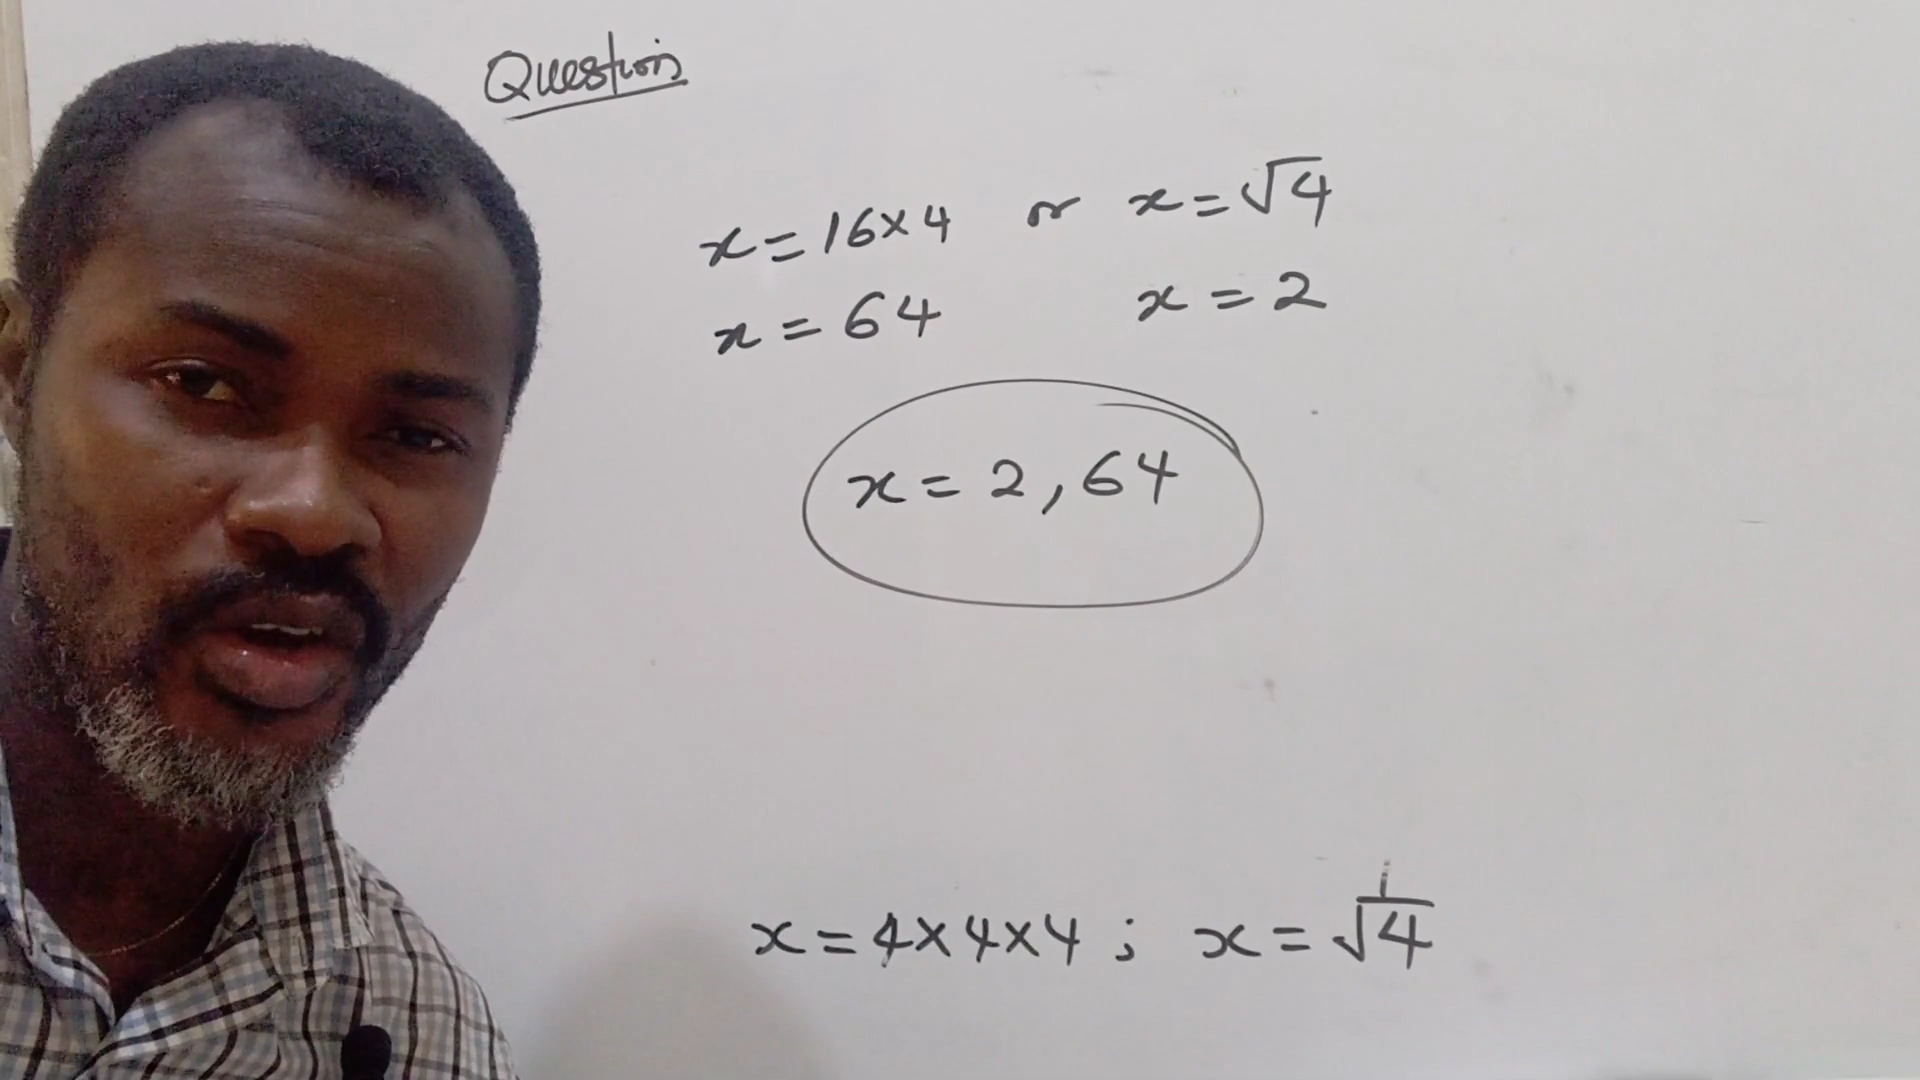 Question
x = 16 × 4 or x = √4
x = 64 x = 2
x = 2, 64
x = 4 × 4 × 4 ; x = √4